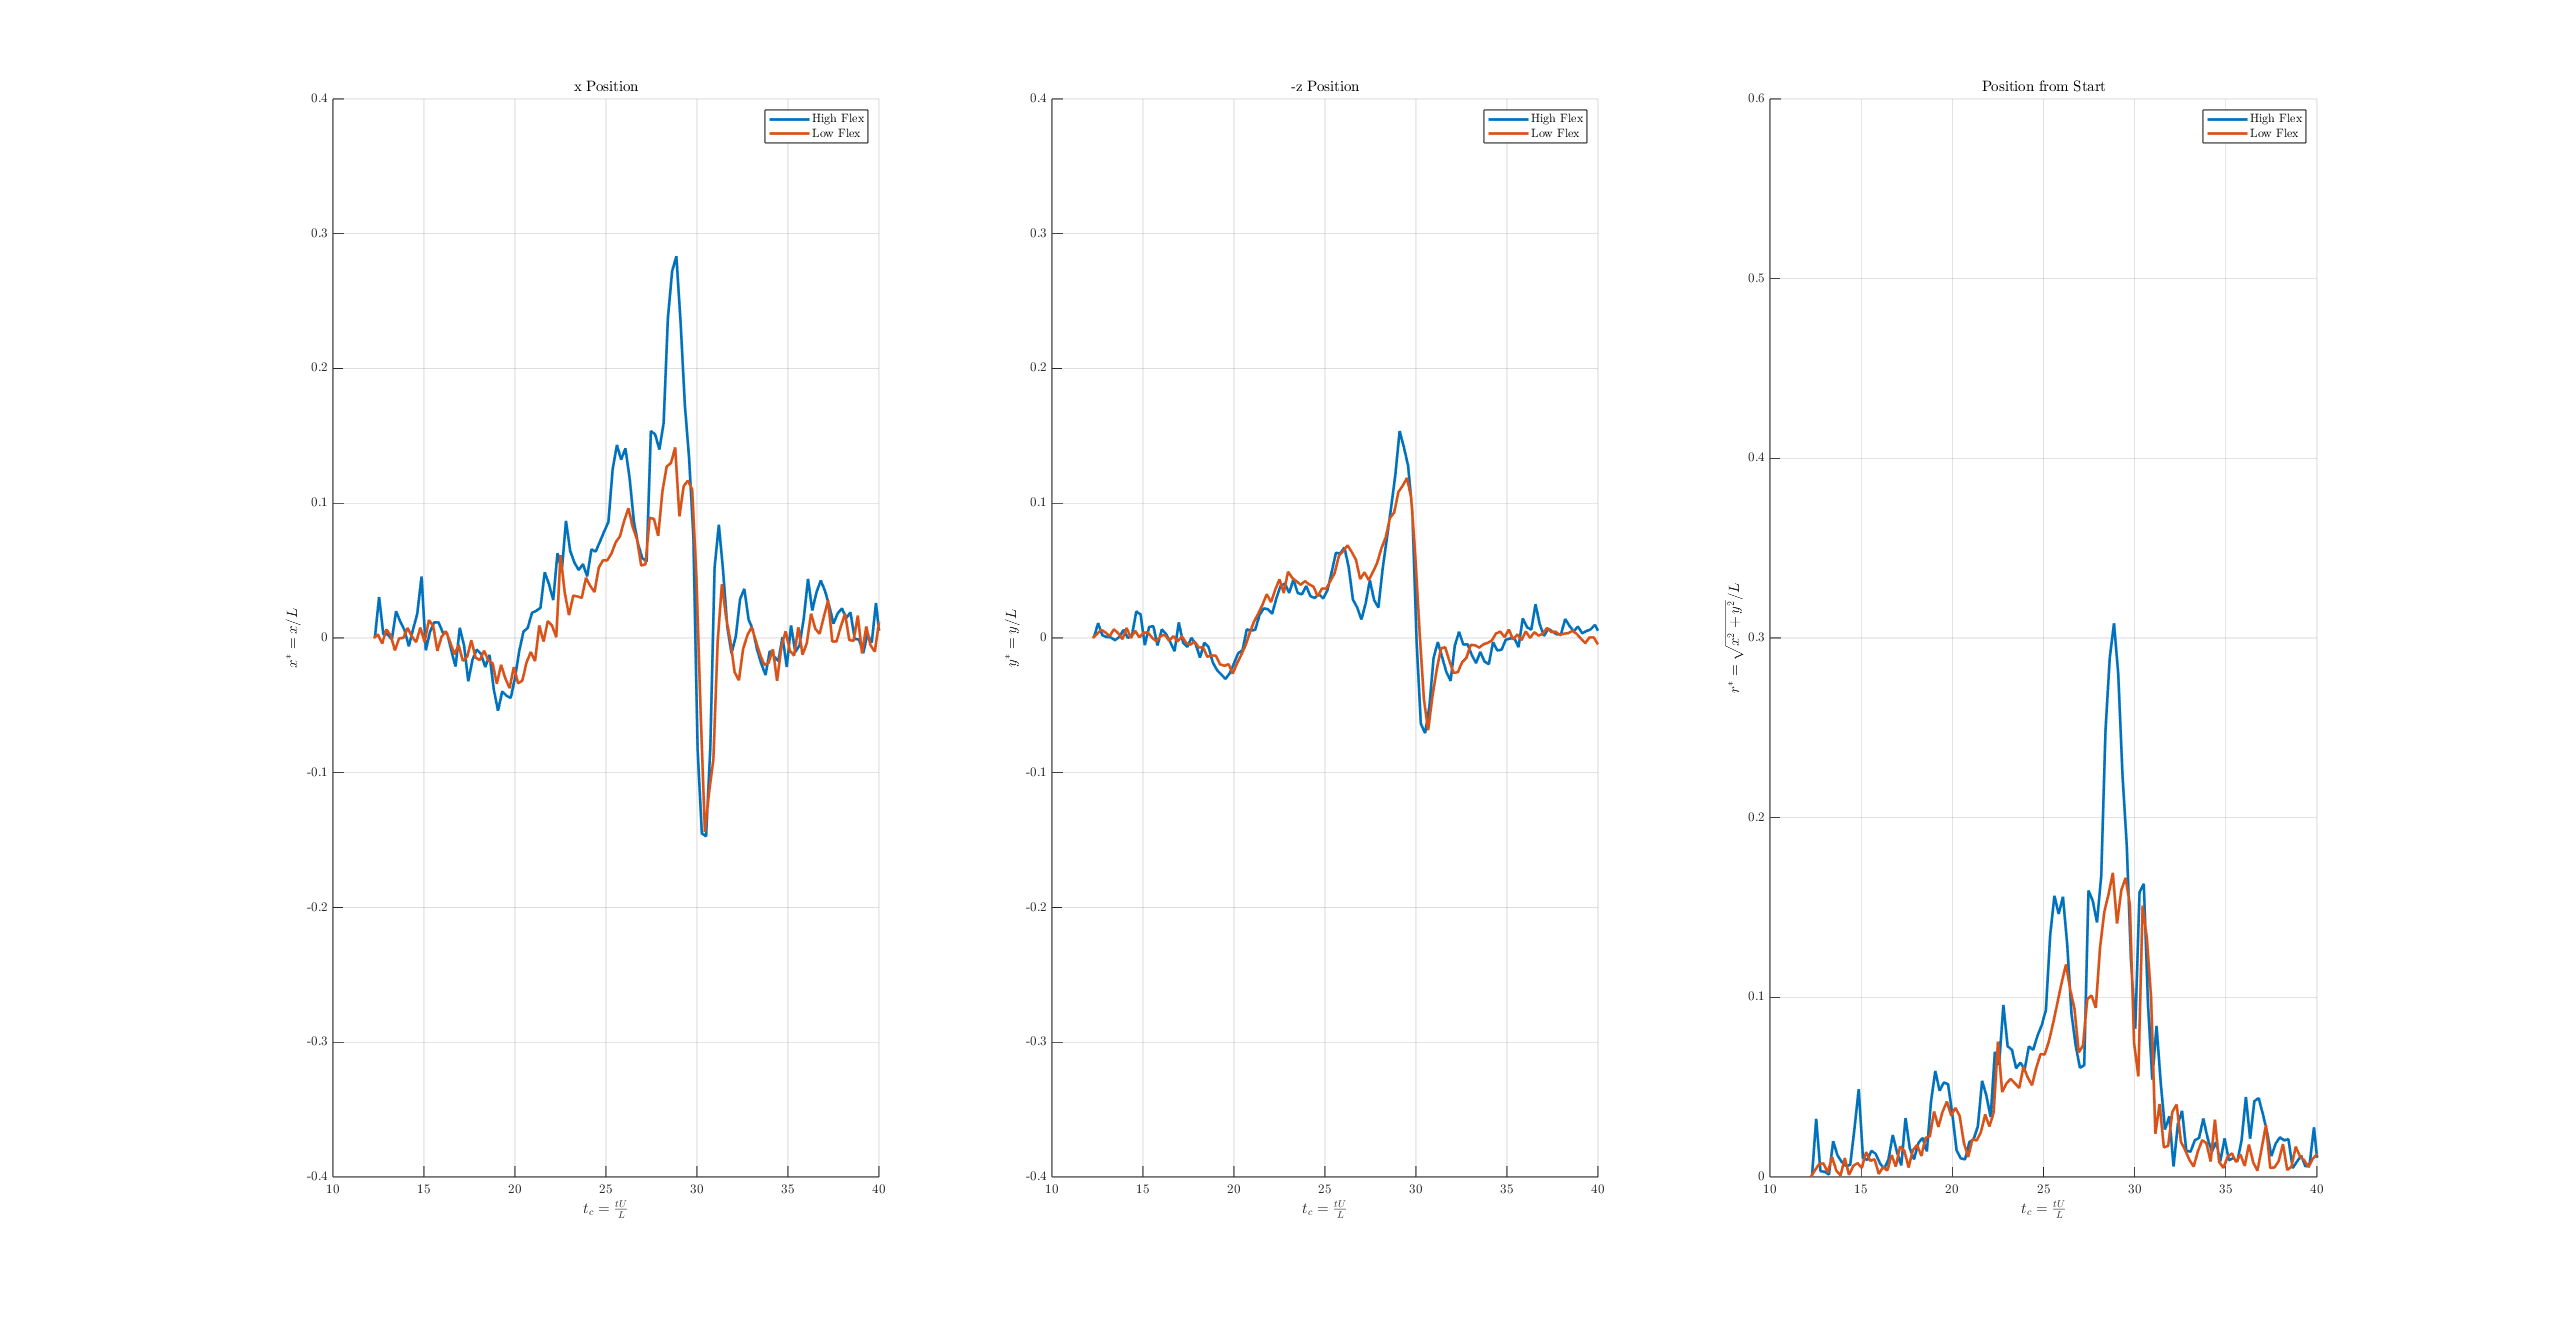 x Position
0.4
0.3
0.2
0.1
0
-0.1
-0.2
-0.3
-0.4
x* = x/L
10 15 20 25 30 35 40
t_c = tU/L
High Flex
Low Flex
-z Position
0.4
0.3
0.2
0.1
0
-0.1
-0.2
-0.3
-0.4
y* = y/L
10 15 20 25 30 35 40
t_c = tU/L
High Flex
Low Flex
Position from Start
0.6
0.5
0.4
0.3
0.2
0.1
0
r* = √x² + y²/L
10 15 20 25 30 35 40
t_c = tU/L
High Flex
Low Flex